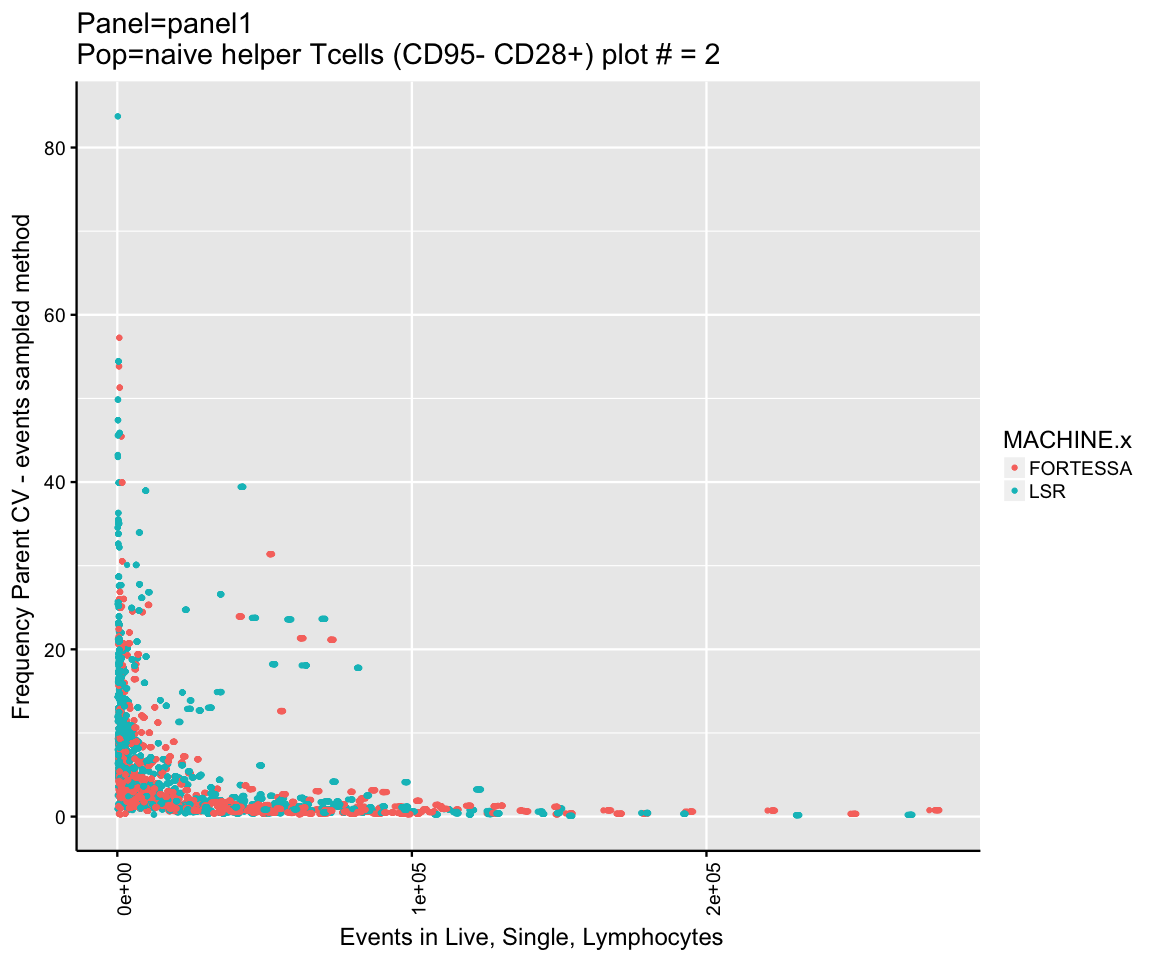 Panel=panel1
Pop=naive helper Tcells (CD95- CD28+) plot # = 2
Frequency Parent CV - events sampled method
80
60
40
20
0
0e+00
1e+05
2e+05
Events in Live, Single, Lymphocytes
MACHINE.x
FORTESSA
LSR